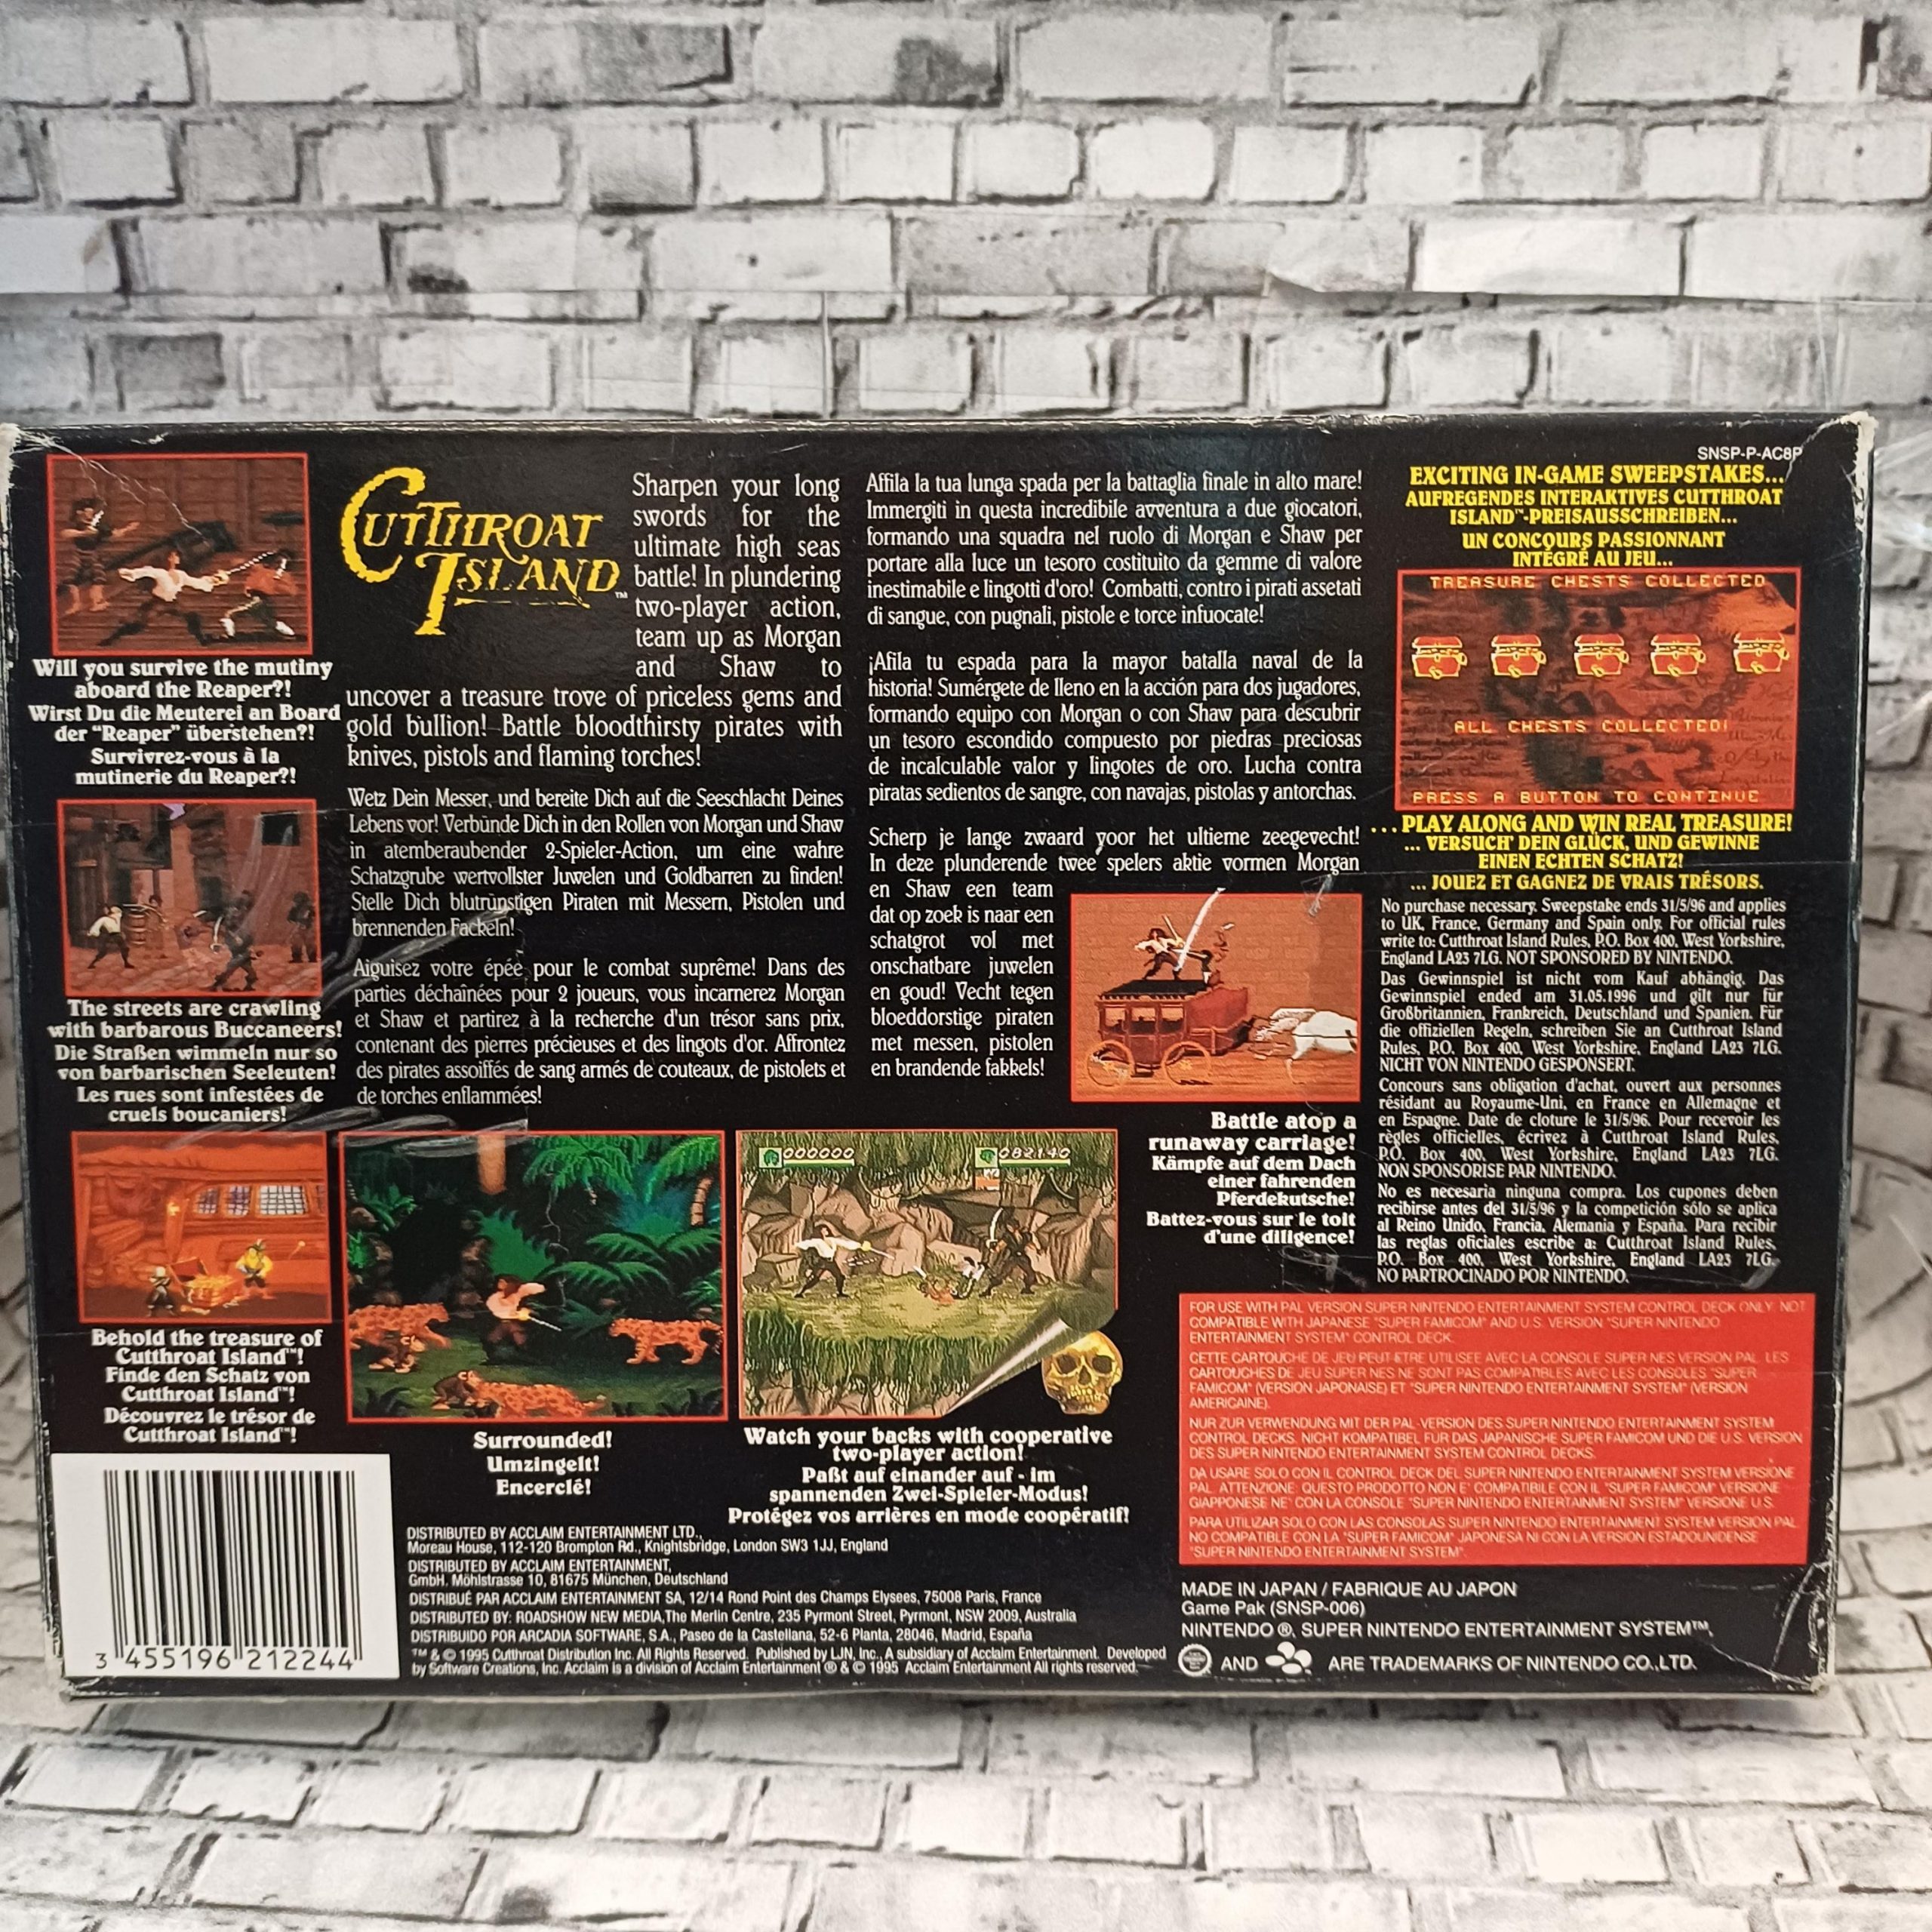 SNSP-P-AC8P
CUTTHROAT
ISLAND™
Sharpen your long
swords for the
ultimate high seas
battle! In plundering
two-player action,
team up as Morgan
and Shaw to
uncover a treasure trove of priceless gems and
gold bullion! Battle bloodthirsty pirates with
knives, pistols and flaming torches!
Wetz Dein Messer, und bereite Dich auf die Seeschlacht Deines
Lebens vor! Verbünde Dich in den Rollen von Morgan und Shaw
in atemberaubender 2-Spieler-Action, um eine wahre
Schatzgrube wertvollster Juwelen und Goldbarren zu finden!
Stelle Dich blutrünstigen Piraten mit Messern, Pistolen und
brennenden Fackeln!
Aiguisez votre épée pour le combat suprême! Dans des
parties déchaînées pour 2 joueurs, vous incarnerez Morgan
et Shaw et partirez à la recherche d'un trésor sans prix,
contenant des pierres précieuses et des lingots d'or. Affrontez
des pirates assoiffés de sang armés de couteaux, de pistolets et
de torches enflammées!
Affila la tua lunga spada per la battaglia finale in alto mare!
Immergiti in questa incredibile avventura a due giocatori,
formando una squadra nel ruolo di Morgan e Shaw per
portare alla luce un tesoro costituito da gemme di valore
inestimabile e lingotti d'oro! Combatti, contro i pirati assetati
di sangue, con pugnali, pistole e torce infuocate!
¡Afila tu espada para la mayor batalla naval de la
historia! Sumérgete de lleno en la acción para dos jugadores,
formando equipo con Morgan o con Shaw para descubrir
un tesoro escondido compuesto por piedras preciosas
de incalculable valor y lingotes de oro. Lucha contra
piratas sedientos de sangre, con navajas, pistolas y antorchas.
Scherp je lange zwaard voor het ultieme zeegevecht!
In deze plunderende twee spelers aktie vormen Morgan
en Shaw een team
dat op zoek is naar een
schatgrot vol met
onschatbare juwelen
en goud! Vecht tegen
bloeddorstige piraten
met messen, pistolen
en brandende fakkels!
Will you survive the mutiny
aboard the Reaper?!
Wirst Du die Meuterei an Board
der “Reaper” überstehen?!
Survivrez-vous à la
mutinerie du Reaper?!
The streets are crawling
with barbarous Buccaneers!
Die Straßen wimmeln nur so
von barbarischen Seeleuten!
Les rues sont infestées de
cruels boucaniers!
Behold the treasure of
Cutthroat Island™!
Finde den Schatz von
Cutthroat Island™!
Découvrez le trésor de
Cutthroat Island™!
Surrounded!
Umzingelt!
Encerclé!
000000
082140
Watch your backs with cooperative
two-player action!
Paßt auf einander auf - im
spannenden Zwei-Spieler-Modus!
Protégez vos arrières en mode coopératif!
Battle atop a
runaway carriage!
Kämpfe auf dem Dach
einer fahrenden
Pferdekutsche!
Battez-vous sur le toit
d'une diligence!
EXCITING IN-GAME SWEEPSTAKES...
AUFREGENDES INTERAKTIVES CUTTHROAT
ISLAND™-PREISAUSSCHREIBEN...
UN CONCOURS PASSIONNANT
INTÉGRÉ AU JEU...
TREASURE CHESTS COLLECTED
ALL CHESTS COLLECTED!
PRESS A BUTTON TO CONTINUE
...PLAY ALONG AND WIN REAL TREASURE!
... VERSUCH' DEIN GLÜCK, UND GEWINNE
EINEN ECHTEN SCHATZ!
... JOUEZ ET GAGNEZ DE VRAIS TRÉSORS.
No purchase necessary. Sweepstake ends 31/5/96 and applies
to UK, France, Germany and Spain only. For official rules
write to: Cutthroat Island Rules, P.O. Box 400, West Yorkshire,
England LA23 7LG. NOT SPONSORED BY NINTENDO.
Das Gewinnspiel ist nicht vom Kauf abhängig. Das
Gewinnspiel ended am 31.05.1996 und gilt nur für
Großbritannien, Frankreich, Deutschland und Spanien. Für
die offiziellen Regeln, schreiben Sie an Cutthroat Island
Rules, P.O. Box 400, West Yorkshire, England LA23 7LG.
NICHT VON NINTENDO GESPONSERT.
Concours sans obligation d'achat, ouvert aux personnes
résidant au Royaume-Uni, en France en Allemagne et
en Espagne. Date de cloture le 31/5/96. Pour recevoir les
règles officielles, écrivez à Cutthroat Island Rules,
P.O. Box 400, West Yorkshire, England LA23 7LG.
NON SPONSORISE PAR NINTENDO.
No es necesaria ninguna compra. Los cupones deben
recibirse antes del 31/5/96 y la competición sólo se aplica
al Reino Unido, Francia, Alemania y España. Para recibir
las reglas oficiales escribe a: Cutthroat Island Rules,
P.O. Box 400, West Yorkshire, England LA23 7LG.
NO PARTROCINADO POR NINTENDO.
FOR USE WITH PAL VERSION SUPER NINTENDO ENTERTAINMENT SYSTEM CONTROL DECK ONLY. NOT
COMPATIBLE WITH JAPANESE "SUPER FAMICOM" AND U.S. VERSION "SUPER NINTENDO
ENTERTAINMENT SYSTEM" CONTROL DECK.
CETTE CARTOUCHE DE JEU PEUT ETRE UTILISEE AVEC LA CONSOLE SUPER NES VERSION PAL. LES
CARTOUCHES DE JEU SUPER NES NE SONT PAS COMPATIBLES AVEC LES CONSOLES "SUPER
FAMICOM" (VERSION JAPONAISE) ET "SUPER NINTENDO ENTERTAINMENT SYSTEM" (VERSION
AMERICAINE).
NUR ZUR VERWENDUNG MIT DER PAL-VERSION DES SUPER NINTENDO ENTERTAINMENT SYSTEM
CONTROL DECKS. NICHT KOMPATIBEL FÜR DAS JAPANISCHE SUPER FAMICOM UND DIE U.S. VERSION
DES SUPER NINTENDO ENTERTAINMENT SYSTEM CONTROL DECKS.
DA USARE SOLO CON IL CONTROL DECK DEL SUPER NINTENDO ENTERTAINMENT SYSTEM VERSIONE
PAL. ATTENZIONE: QUESTO PRODOTTO NON E' COMPATIBILE CON IL "SUPER FAMICOM" VERSIONE
GIAPPONESE NE' CON LA CONSOLE "SUPER NINTENDO ENTERTAINMENT SYSTEM" VERSIONE U.S.
PARA UTILIZAR SOLO CON LAS CONSOLAS SUPER NINTENDO ENTERTAINMENT SYSTEM VERSION PAL.
NO COMPATIBLE CON LA "SUPER FAMICOM" JAPONESA NI CON LA VERSION ESTADOUNIDENSE
"SUPER NINTENDO ENTERTAINMENT SYSTEM".
3 455196 212244
DISTRIBUTED BY ACCLAIM ENTERTAINMENT LTD.,
Moreau House, 112-120 Brompton Rd., Knightsbridge, London SW3 1JJ, England
DISTRIBUTED BY ACCLAIM ENTERTAINMENT,
GmbH. Möhlstrasse 10, 81675 München, Deutschland
DISTRIBUÉ PAR ACCLAIM ENTERTAINMENT SA, 12/14 Rond Point des Champs Elysees, 75008 Paris, France
DISTRIBUTED BY: ROADSHOW NEW MEDIA, The Merlin Centre, 235 Pyrmont Street, Pyrmont, NSW 2009, Australia
DISTRIBUIDO POR ARCADIA SOFTWARE, S.A., Paseo de la Castellana, 52-6 Planta, 28046, Madrid, España
™ & © 1995 Cutthroat Distribution Inc. All Rights Reserved. Published by LJN, Inc., A subsidiary of Acclaim Entertainment. Developed
by Software Creations, Inc. Acclaim is a division of Acclaim Entertainment ® & © 1995 Acclaim Entertainment All rights reserved.
MADE IN JAPAN / FABRIQUE AU JAPON
Game Pak (SNSP-006)
NINTENDO ®, SUPER NINTENDO ENTERTAINMENT SYSTEM™,
AND ARE TRADEMARKS OF NINTENDO CO.,LTD.